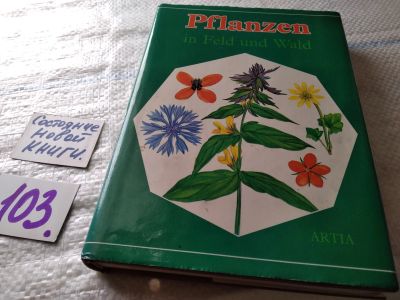 Pflanzen
in Feld und Wald
ARTIA
Состояние
новой
книги.
103.